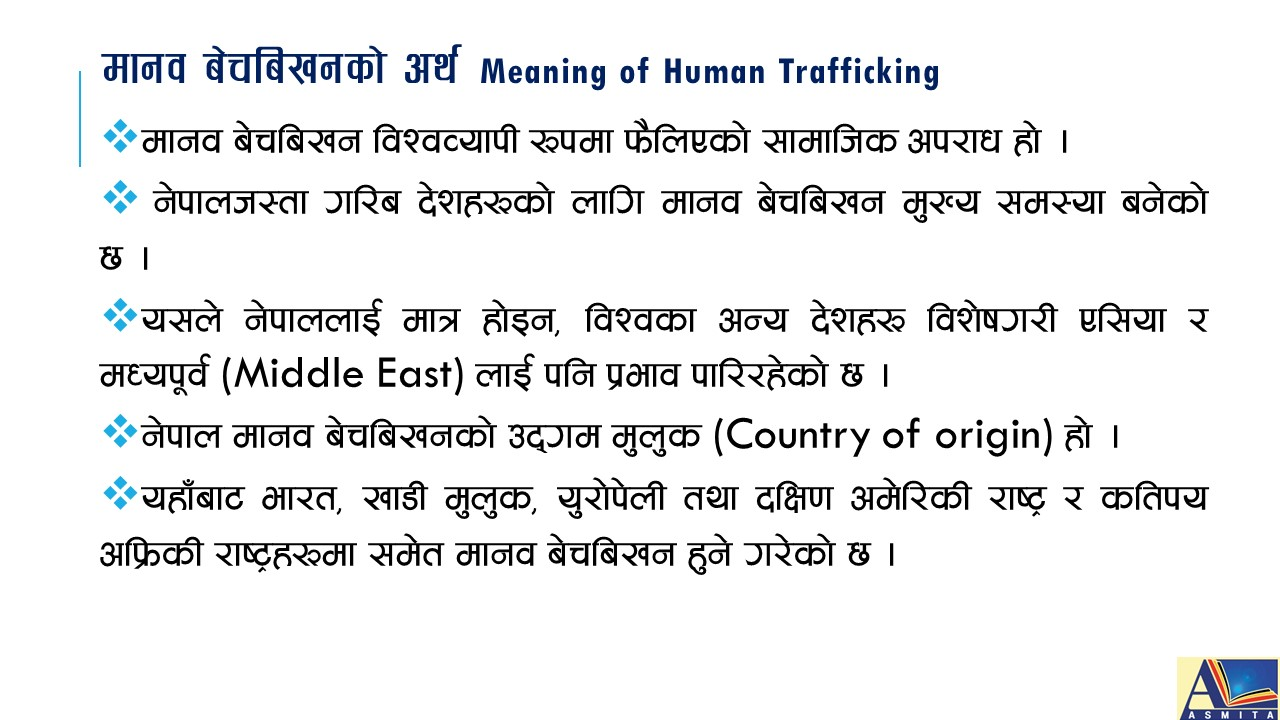 मानव बेचबिखनको अर्थ Meaning of Human Trafficking
❖मानव बेचबिखन विश्वव्यापी रुपमा फैलिएको सामाजिक अपराध हो ।
❖ नेपालजस्ता गरिब देशहरुको लागि मानव बेचबिखन मुख्य समस्या बनेको
छ ।
❖यसले नेपाललाई मात्र होइन, विश्वका अन्य देशहरु विशेषगरी एसिया र
मध्यपूर्व (Middle East) लाई पनि प्रभाव पारिरहेको छ ।
❖नेपाल मानव बेचबिखनको उद्‌गम मुलुक (Country of origin) हो ।
❖यहाँबाट भारत, खाडी मुलुक, युरोपेली तथा दक्षिण अमेरिकी राष्ट्र र कतिपय
अफ्रिकी राष्ट्रहरुमा समेत मानव बेचबिखन हुने गरेको छ ।
ASMITA